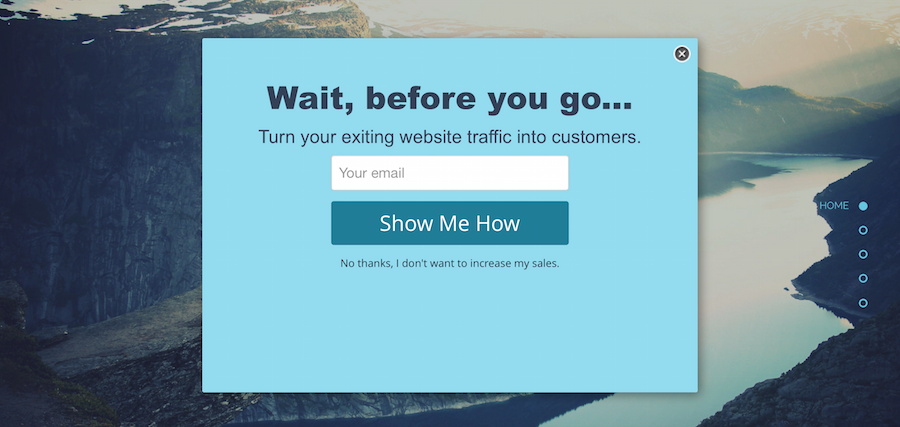 Wait, before you go...
Turn your exiting website traffic into customers.
Your email
HOME
Show Me How
No thanks, I don't want to increase my sales.